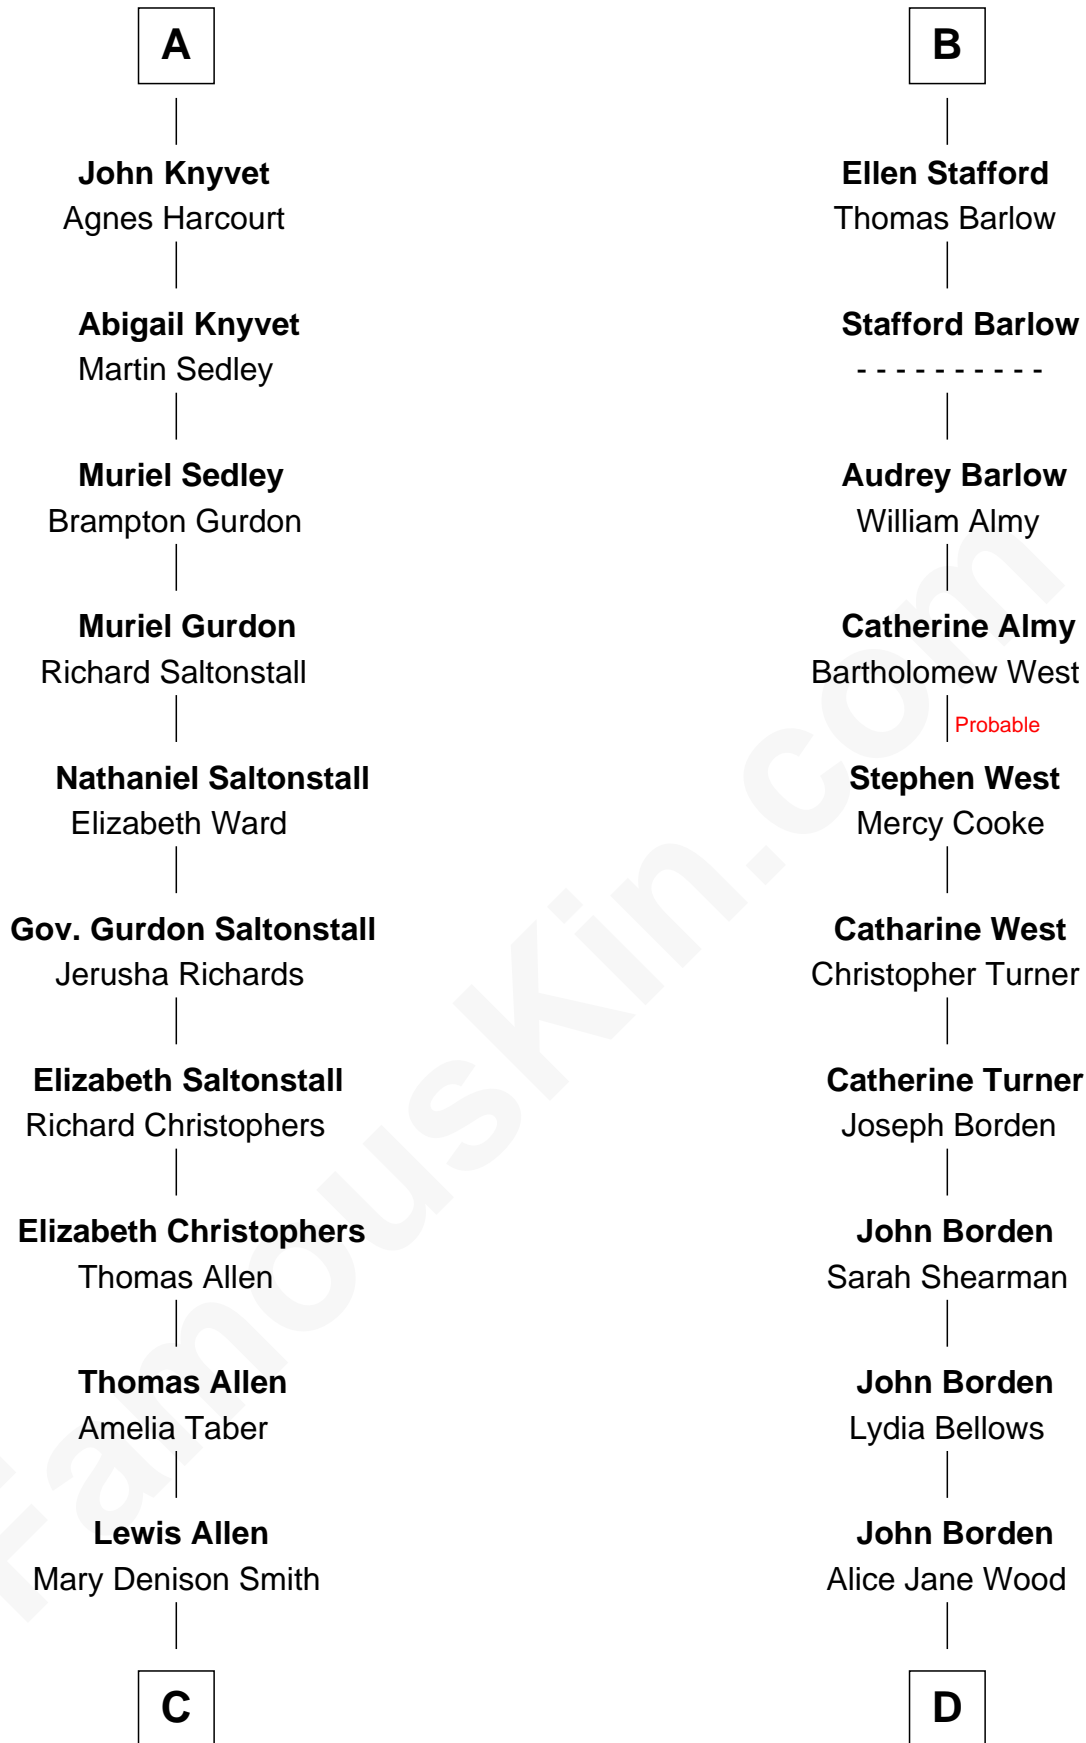 A
John Knyvet
Agnes Harcourt
Abigail Knyvet
Martin Sedley
Muriel Sedley
Brampton Gurdon
Muriel Gurdon
Richard Saltonstall
Nathaniel Saltonstall
Elizabeth Ward
Gov. Gurdon Saltonstall
Jerusha Richards
Elizabeth Saltonstall
Richard Christophers
Elizabeth Christophers
Thomas Allen
Thomas Allen
Amelia Taber
Lewis Allen
Mary Denison Smith
C
B
Ellen Stafford
Thomas Barlow
Stafford Barlow
- - - - - - - - - -
Audrey Barlow
William Almy
Catherine Almy
Bartholomew West
Probable
Stephen West
Mercy Cooke
Catharine West
Christopher Turner
Catherine Turner
Joseph Borden
John Borden
Sarah Shearman
John Borden
Lydia Bellows
John Borden
Alice Jane Wood
D
FamousKin.com